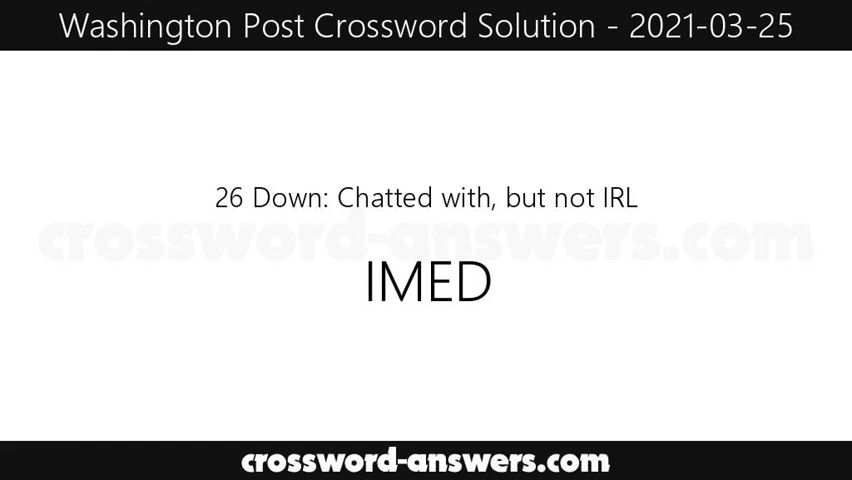 Washington Post Crossword Solution - 2021-03-25
26 Down: Chatted with, but not IRL
crossword-answers.com
IMED
crossword-answers.com